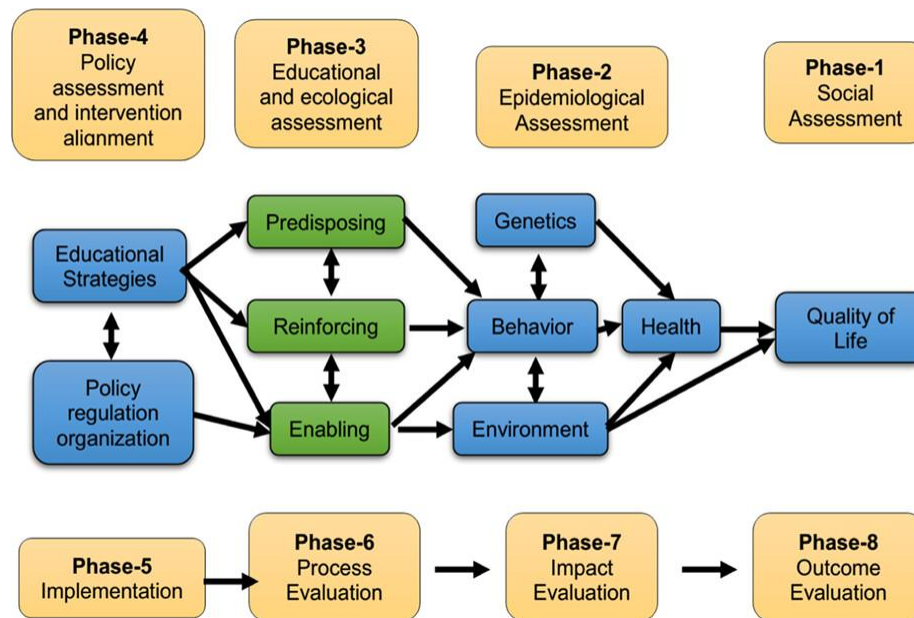 Phase-4
Policy
assessment
and intervention
alignment
Phase-3
Educational
and ecological
assessment
Phase-2
Epidemiological
Assessment
Phase-1
Social
Assessment
Educational
Strategies
Policy
regulation
organization
Predisposing
Reinforcing
Enabling
Genetics
Behavior
Environment
Health
Quality of
Life
Phase-5
Implementation
Phase-6
Process
Evaluation
Phase-7
Impact
Evaluation
Phase-8
Outcome
Evaluation